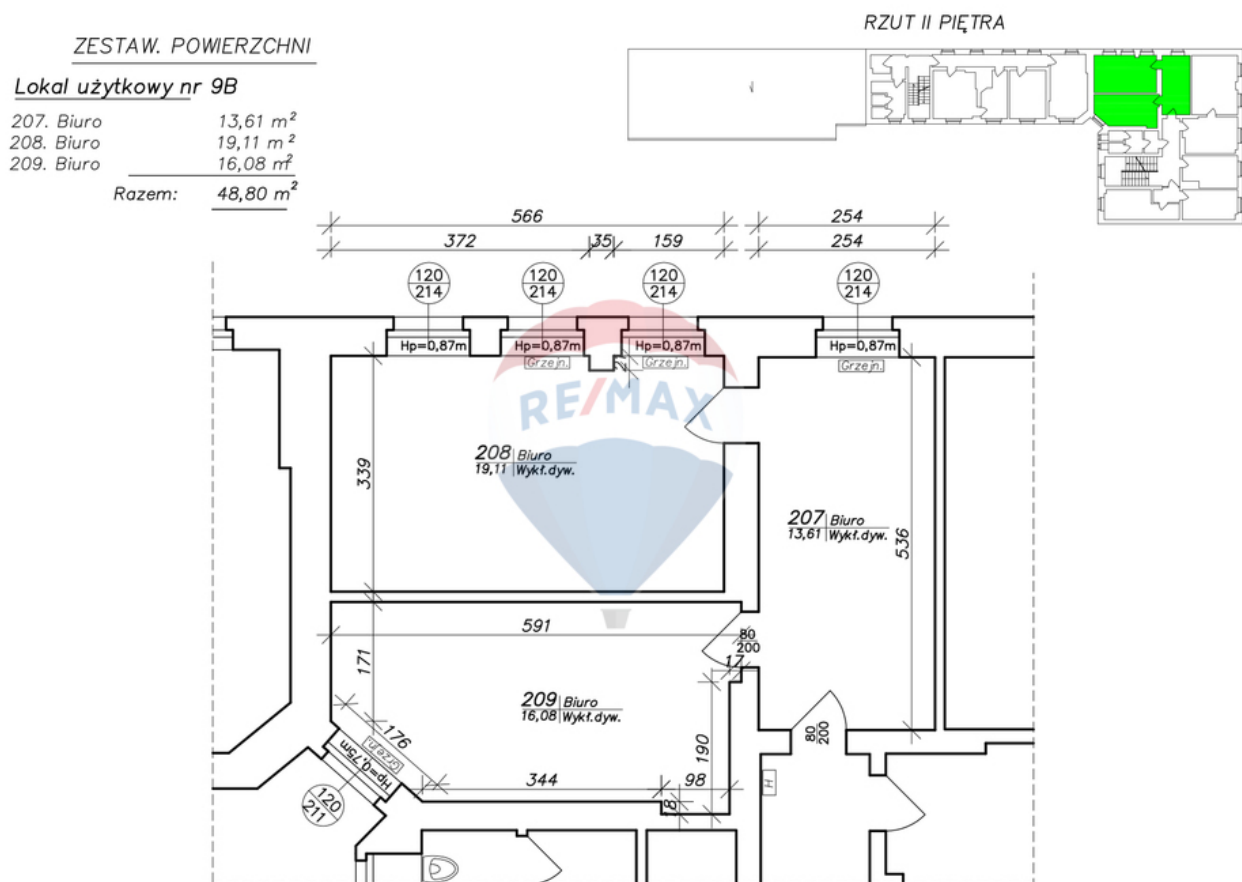 RZUT II PIĘTRA
ZESTAW. POWIERZCHNI
Lokal użytkowy nr 9B
207. Biuro 13,61 m²
208. Biuro 19,11 m²
209. Biuro 16,08 m²
Razem: 48,80 m²
566 254
372 35 159 254
120 120 120 120
214 214 214 214
Hp=0,87m Hp=0,87m Hp=0,87m Hp=0,87m
Grzejn. Grzejn. Grzejn.
RE/MAX
339
208 Biuro
19,11 Wykł.dyw.
207 Biuro
13,61 Wykł.dyw.
536
591
80
200
17
171
209 Biuro
16,08 Wykł.dyw.
176
Grzejn.
Hp=0,75m
120
211
190
80
200
344 98
18
H